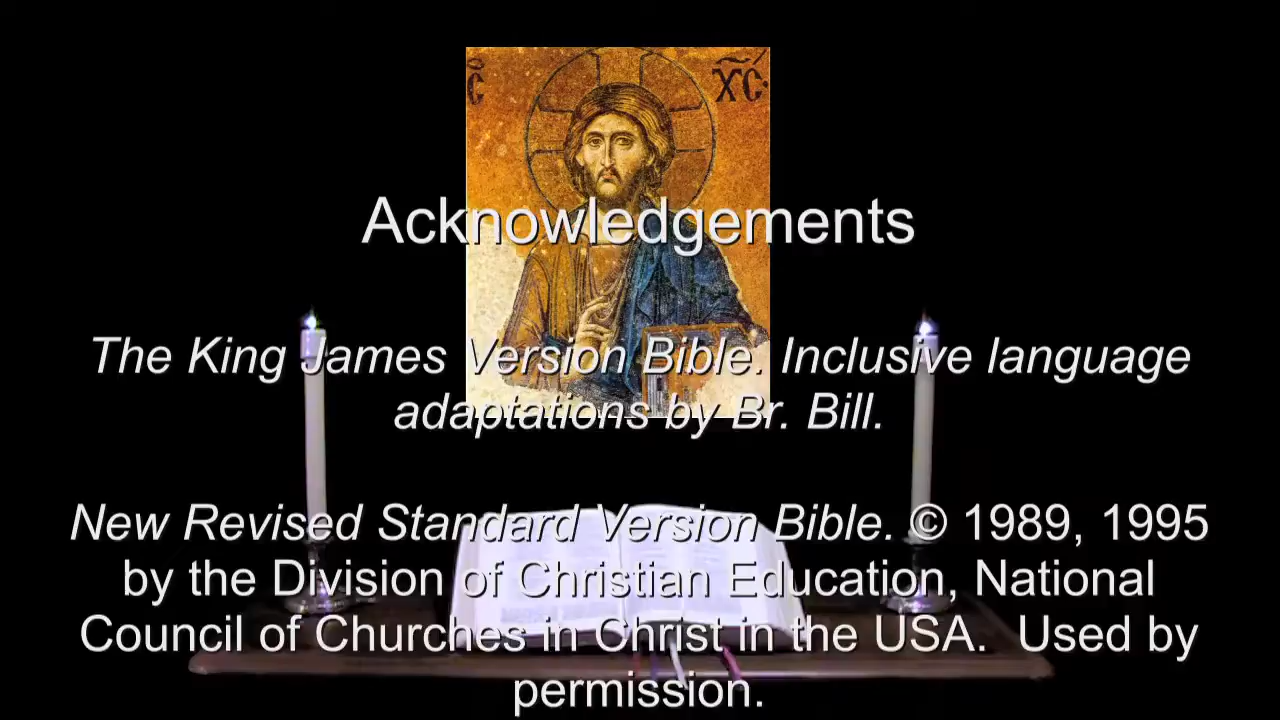 C XC
Acknowledgements
The King James Version Bible. Inclusive language
adaptations by Br. Bill.
New Revised Standard Version Bible. © 1989, 1995
by the Division of Christian Education, National
Council of Churches in Christ in the USA.  Used by
permission.